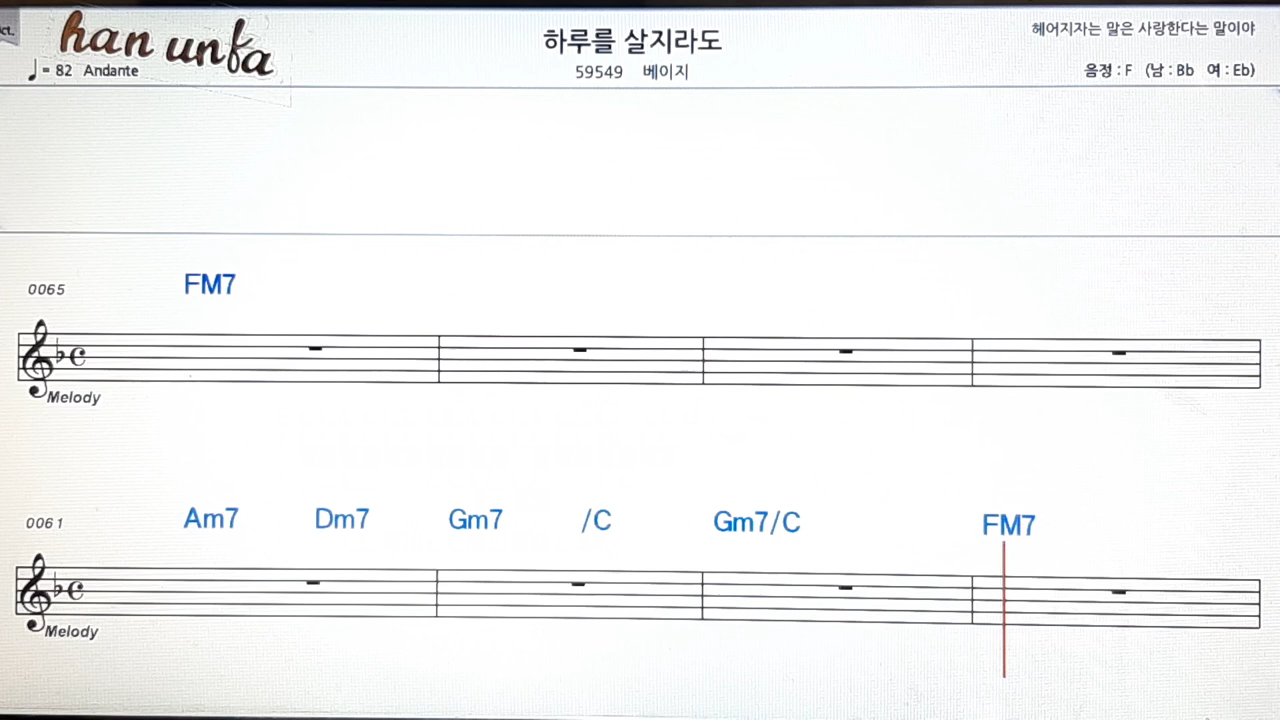 ct.
han unfa
♩= 82 Andante
하루를 살지라도
59549 베이지
헤어지자는 말은 사랑한다는 말이야
음정 : F (남 : Bb 여 : Eb)
0065
FM7
Melody
0061
Am7 Dm7 Gm7 /C Gm7/C FM7
Melody